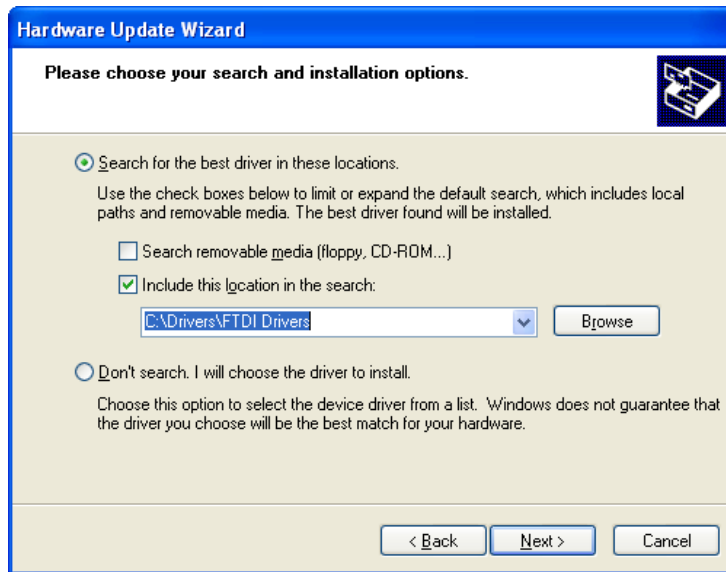 Hardware Update Wizard
Please choose your search and installation options.
Search for the best driver in these locations.
Use the check boxes below to limit or expand the default search, which includes local
paths and removable media. The best driver found will be installed.
Search removable media (floppy, CD-ROM...)
Include this location in the search:
C:\Drivers\FTDI Drivers
Browse
Don't search. I will choose the driver to install.
Choose this option to select the device driver from a list. Windows does not guarantee that
the driver you choose will be the best match for your hardware.
< Back
Next >
Cancel